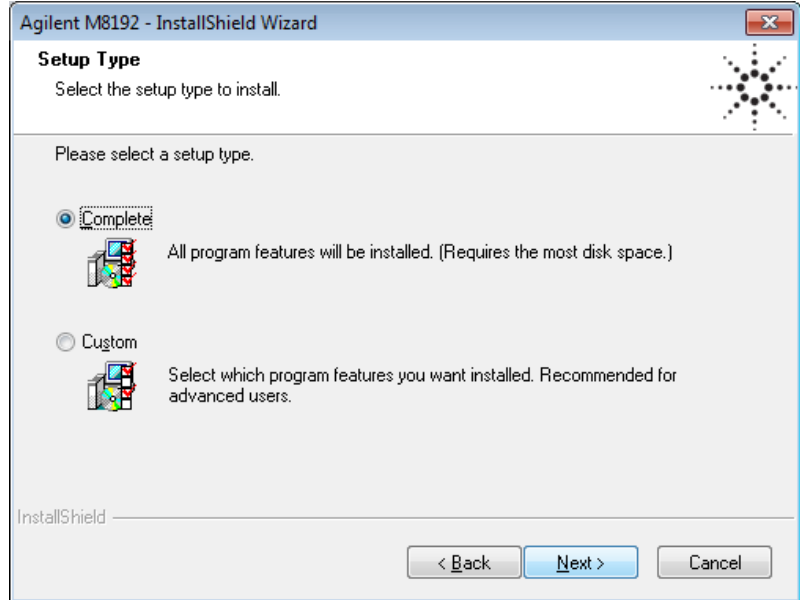 Agilent M8192 - InstallShield Wizard
Setup Type
Select the setup type to install.
Please select a setup type.
Complete
All program features will be installed. (Requires the most disk space.)
Custom
Select which program features you want installed. Recommended for
advanced users.
InstallShield
< Back Next > Cancel